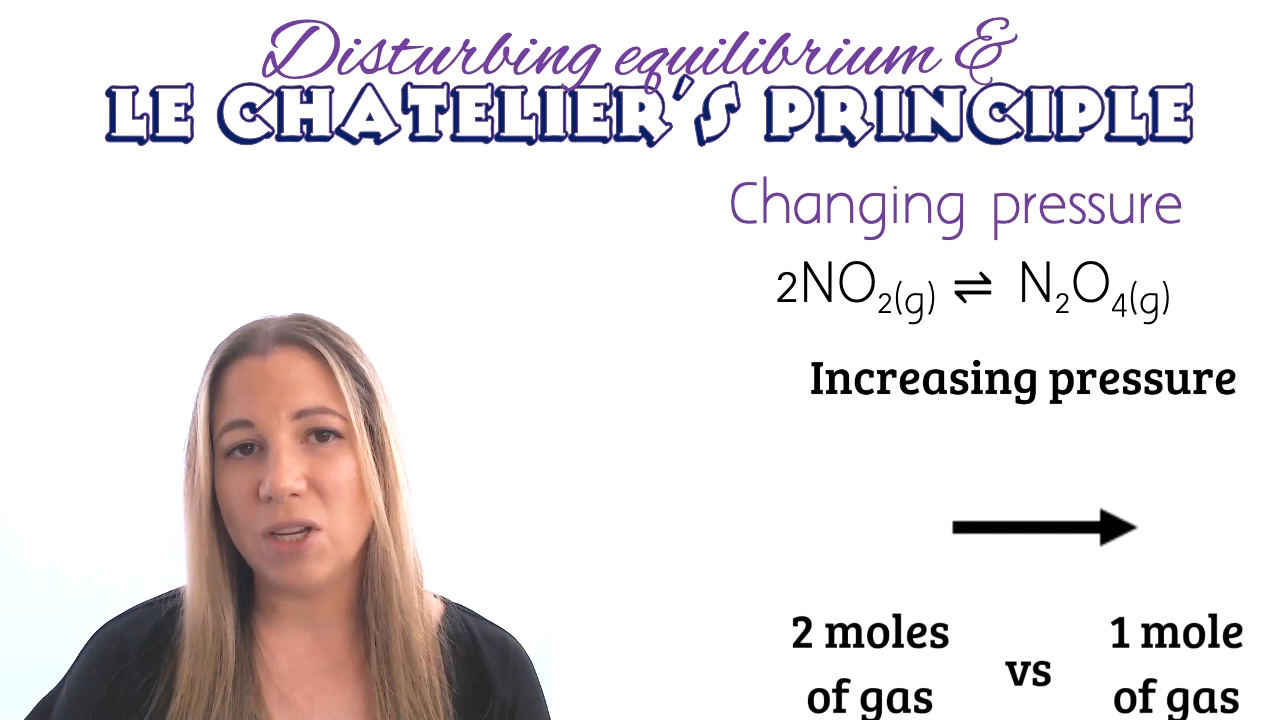 Disturbing equilibrium &
LE CHATELIER'S PRINCIPLE
Changing pressure
2NO₂(g) ⇌ N₂O₄(g)
Increasing pressure
2 moles of gas vs 1 mole of gas